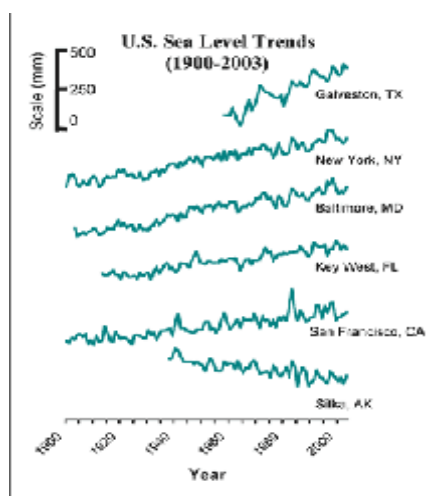 U.S. Sea Level Trends
(1900-2003)
Scale (mm)
500
250
0
Galveston, TX
New York, NY
Baltimore, MD
Key West, FL
San Francisco, CA
Sitka, AK
1900
1920
1940
1960
1980
2000
Year